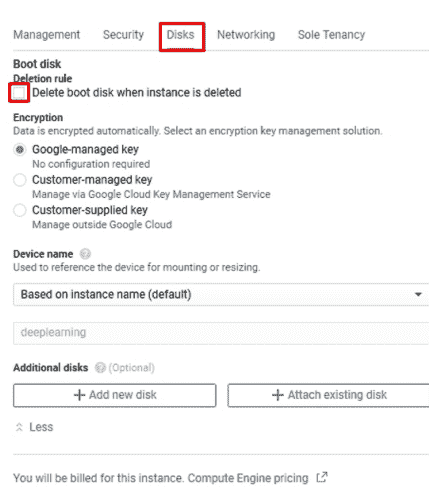 Management Security Disks Networking Sole Tenancy
Boot disk
Deletion rule
Delete boot disk when instance is deleted
Encryption
Data is encrypted automatically. Select an encryption key management solution.
Google-managed key
No configuration required
Customer-managed key
Manage via Google Cloud Key Management Service
Customer-supplied key
Manage outside Google Cloud
Device name
Used to reference the device for mounting or resizing.
Based on instance name (default)
deeplearning
Additional disks (Optional)
+ Add new disk + Attach existing disk
Less
You will be billed for this instance. Compute Engine pricing